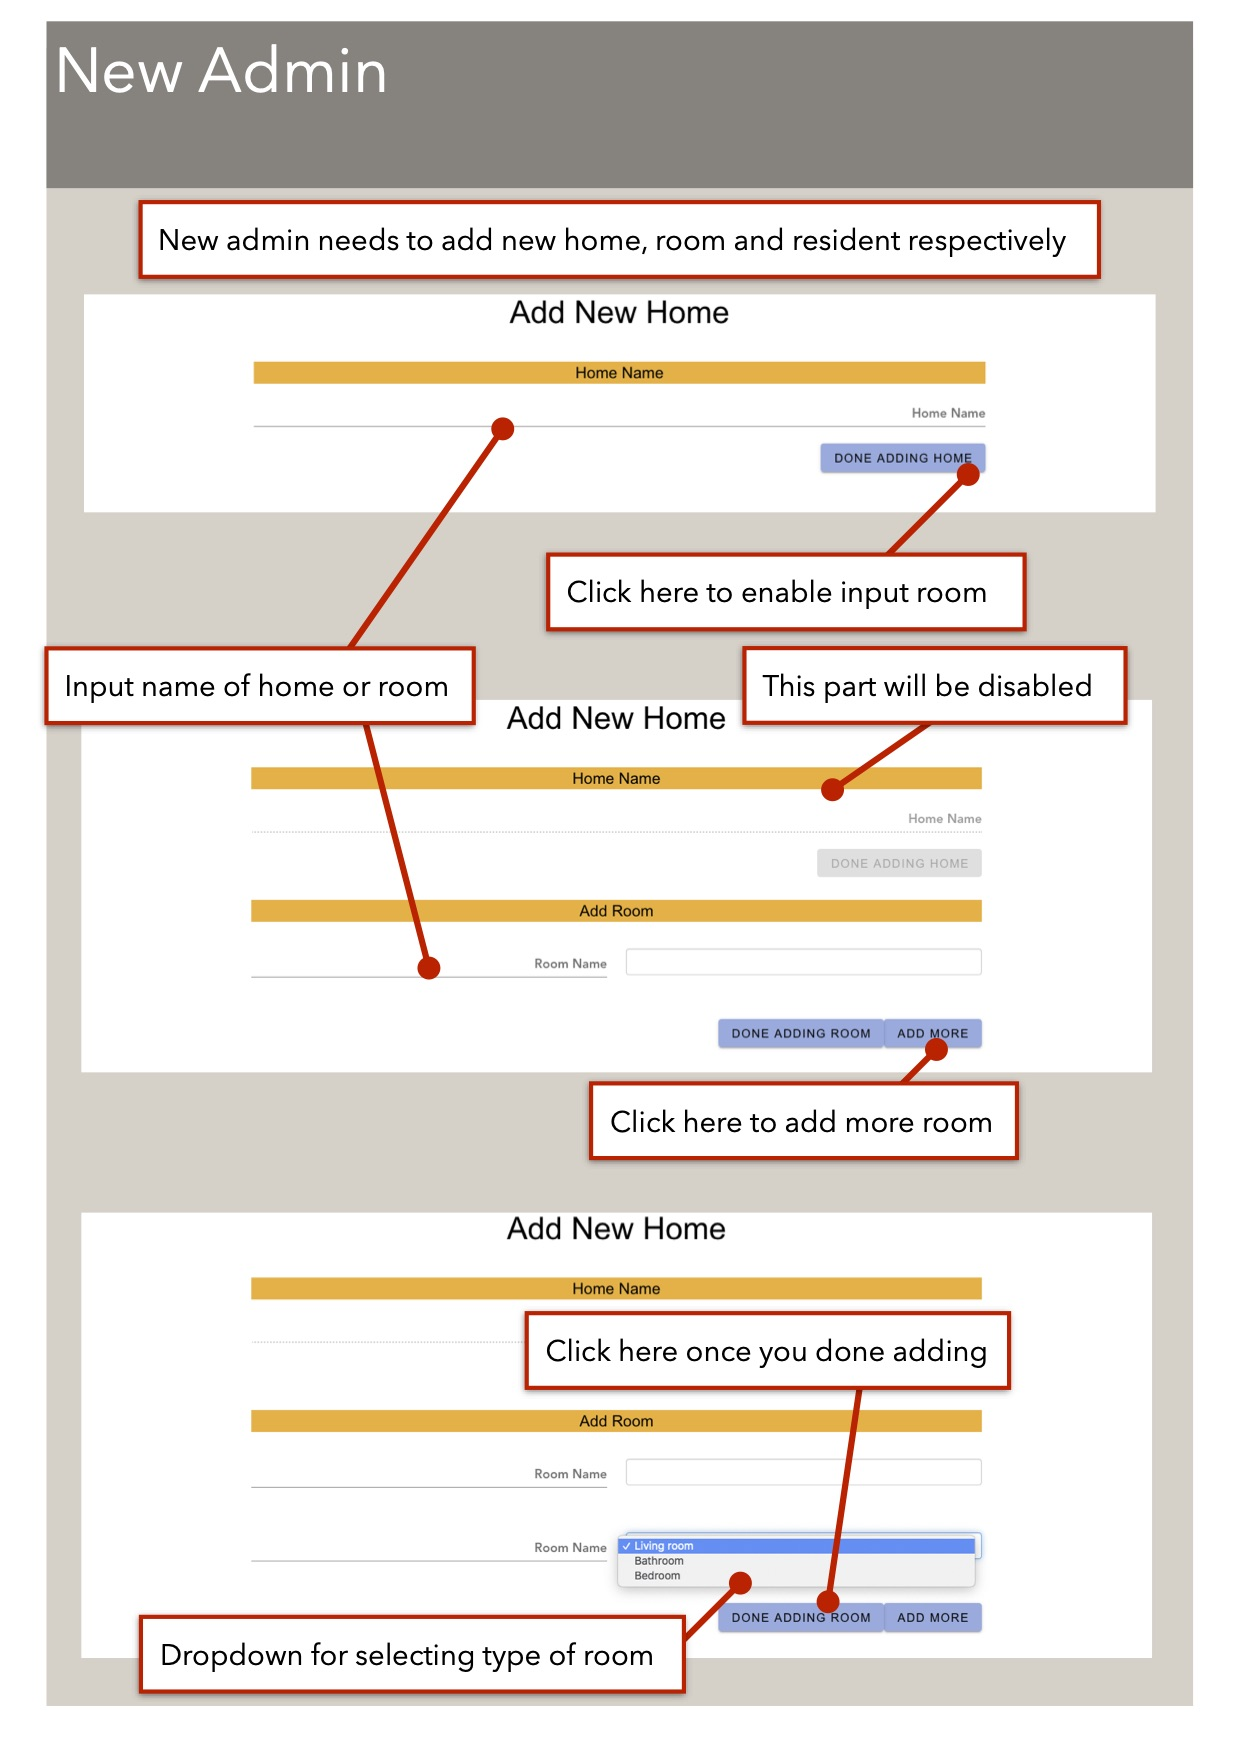 New Admin
New admin needs to add new home, room and resident respectively
Add New Home
Home Name
Home Name
DONE ADDING HOME
Click here to enable input room
Input name of home or room
This part will be disabled
Add New Home
Home Name
Home Name
DONE ADDING HOME
Add Room
Room Name
DONE ADDING ROOM
ADD MORE
Click here to add more room
Add New Home
Home Name
Click here once you done adding
Add Room
Room Name
Room Name
✓ Living room
Bathroom
Bedroom
DONE ADDING ROOM
ADD MORE
Dropdown for selecting type of room